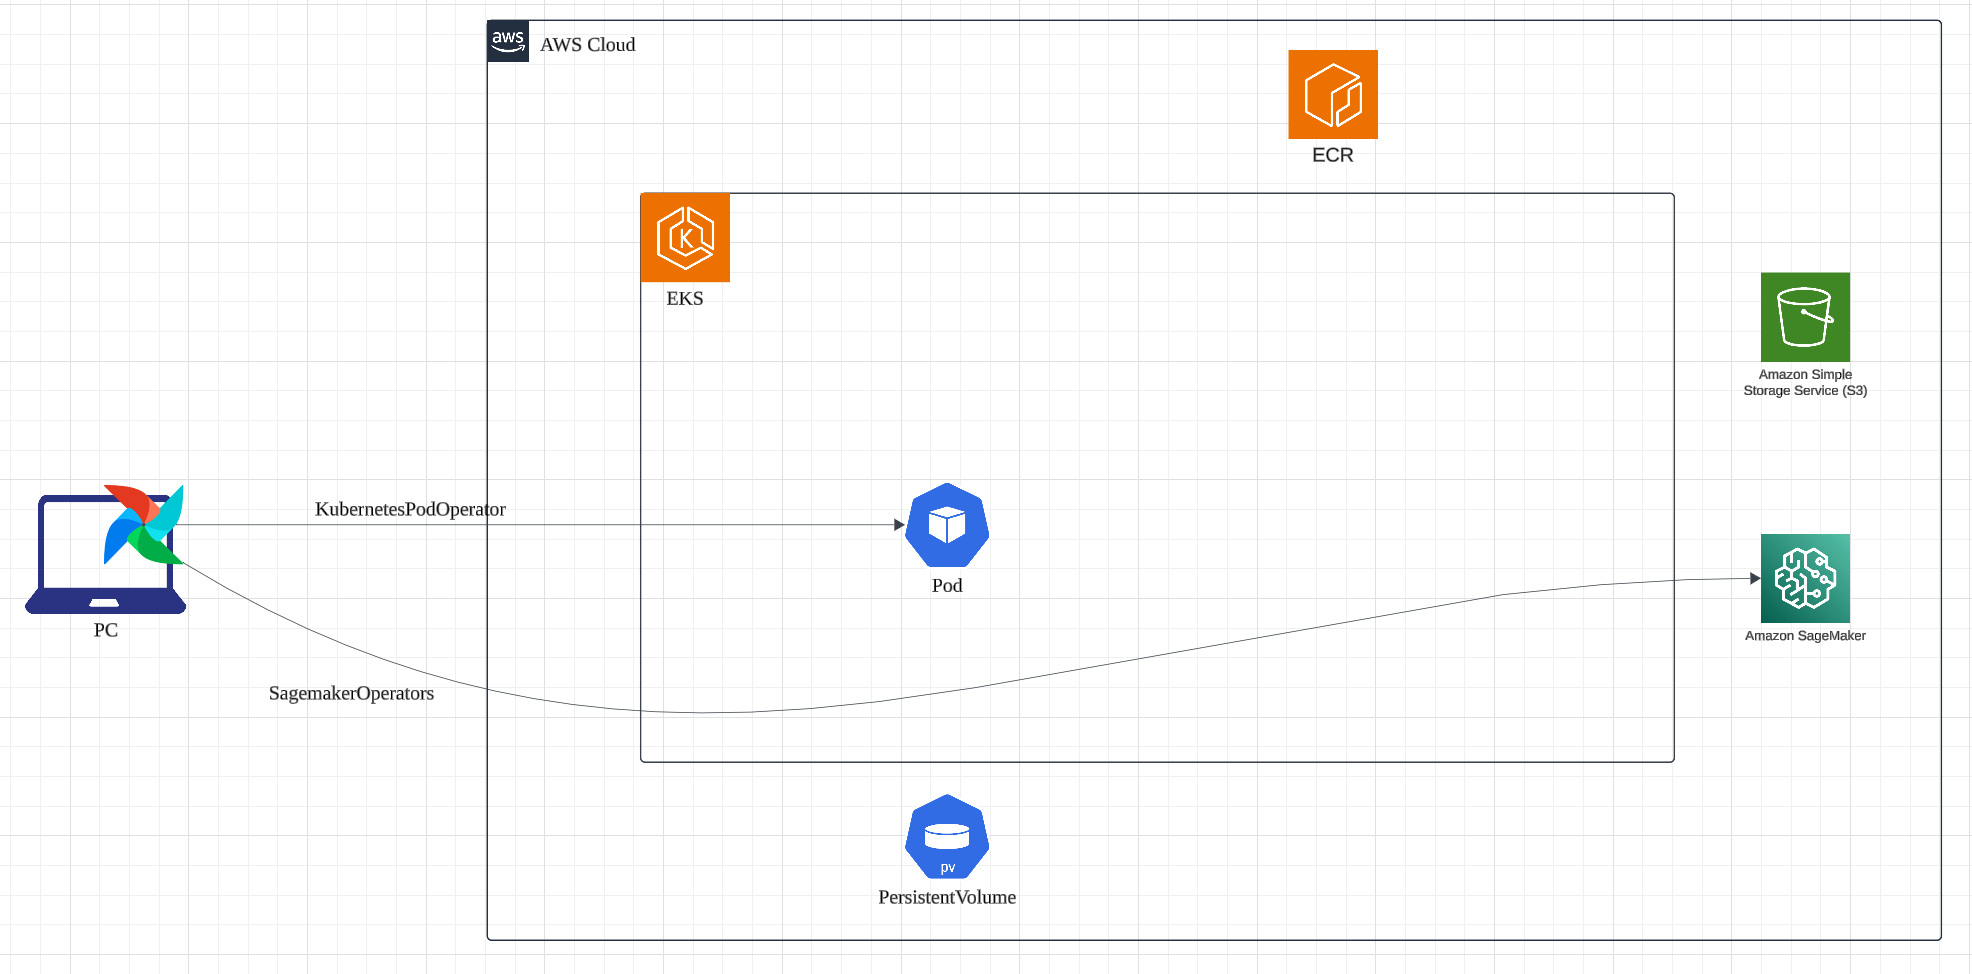 aws
AWS Cloud
ECR
K
EKS
Amazon Simple
Storage Service (S3)
KubernetesPodOperator
Pod
PC
Amazon SageMaker
SagemakerOperators
pv
PersistentVolume